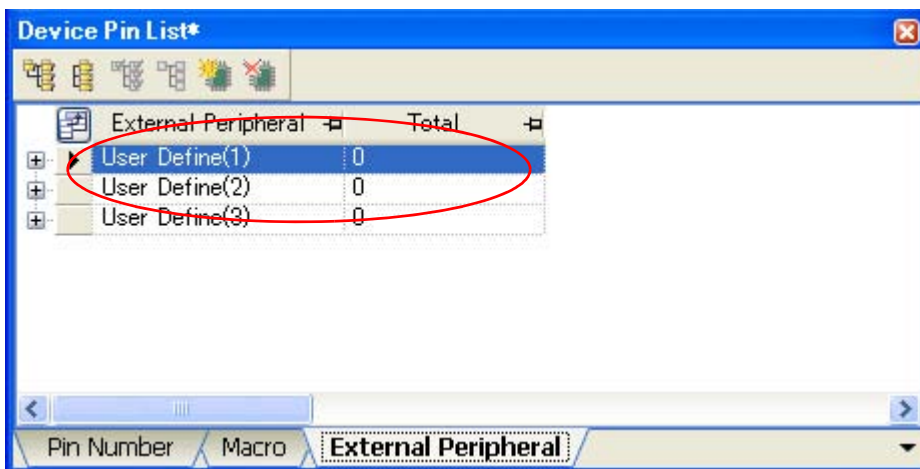 Device Pin List*
External Peripheral Total
User Define(1) 0
User Define(2) 0
User Define(3) 0
Pin Number Macro External Peripheral